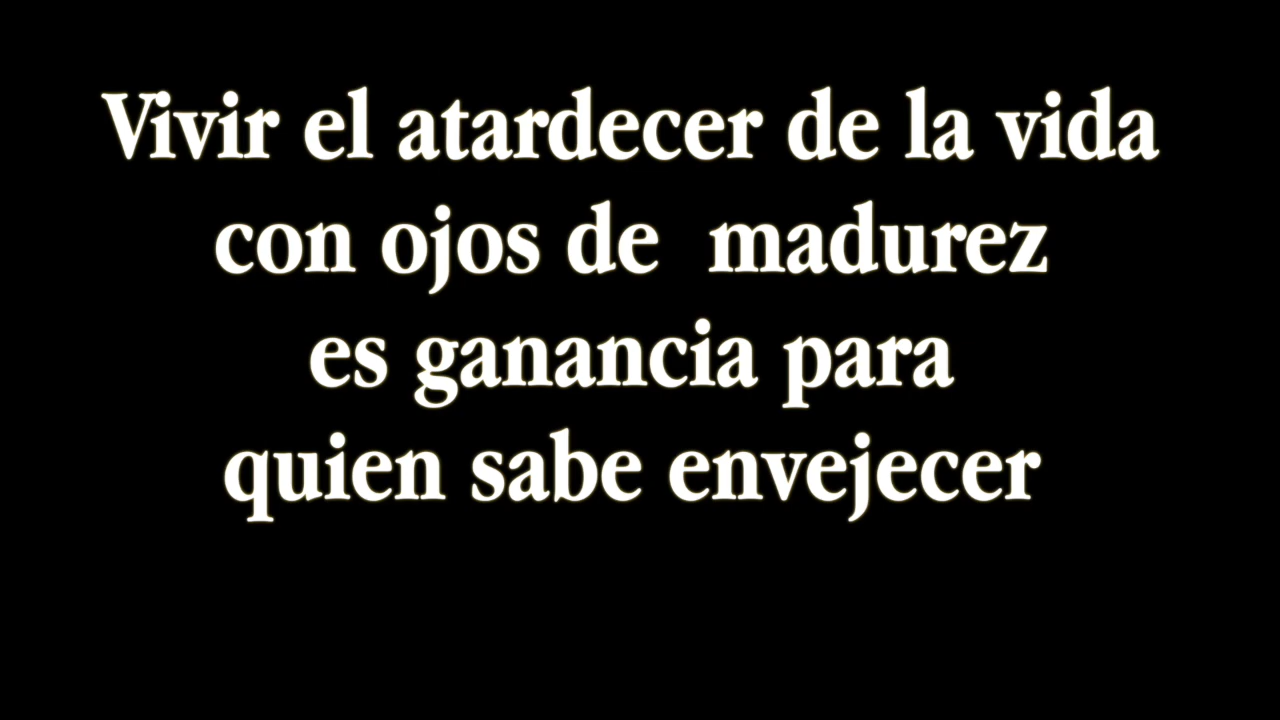 Vivir el atardecer de la vida
con ojos de  madurez
es ganancia para
quien sabe envejecer